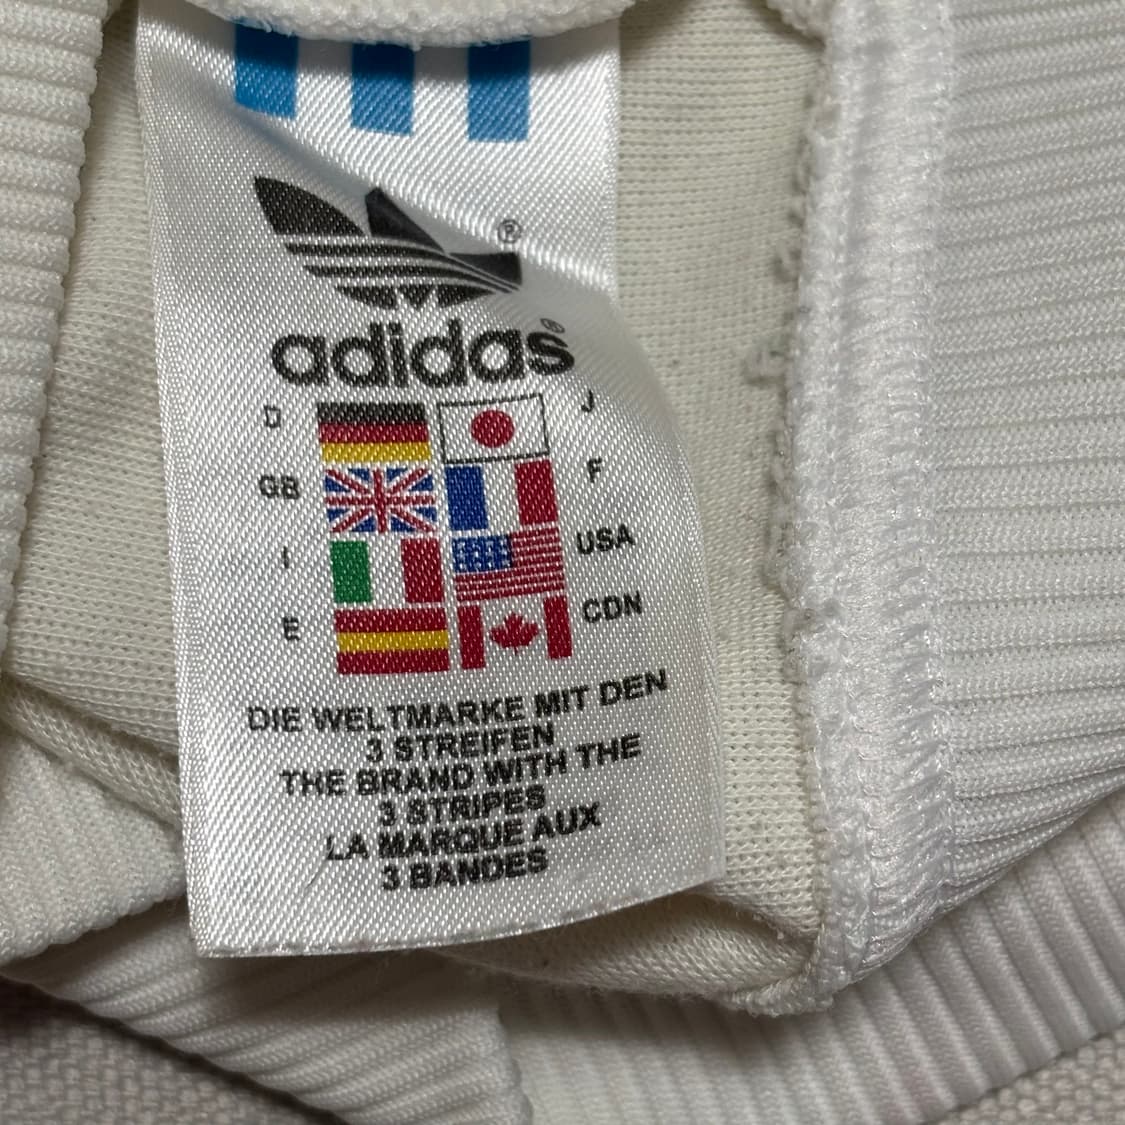 ®
adidas®
D J
GB F
I USA
E CDN
DIE WELTMARKE MIT DEN
3 STREIFEN
THE BRAND WITH THE
3 STRIPES
LA MARQUE AUX
3 BANDES